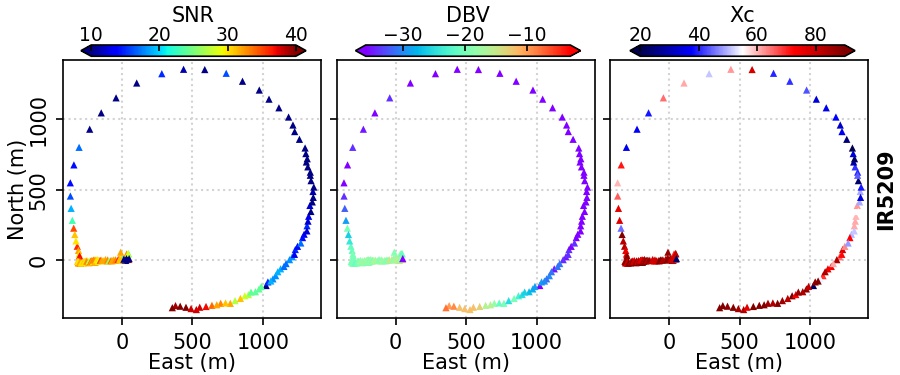 SNR DBV Xc
10 20 30 40 −30 −20 −10 20 40 60 80
North (m)
1000
500
0
IR5209
0 500 1000 0 500 1000 0 500 1000
East (m) East (m) East (m)